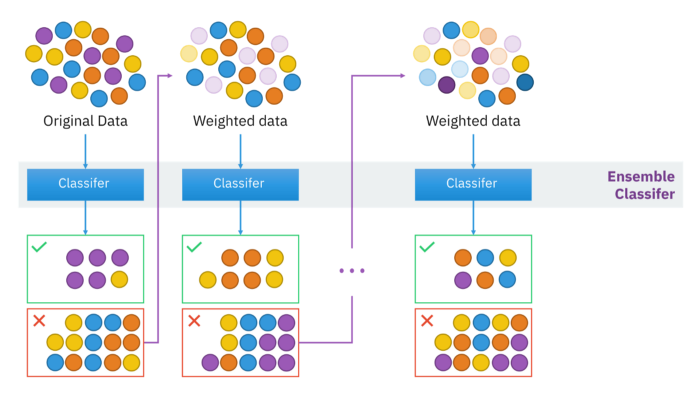 Original Data
Weighted data
Weighted data
Classifer
Classifer
Classifer
Ensemble
Classifer